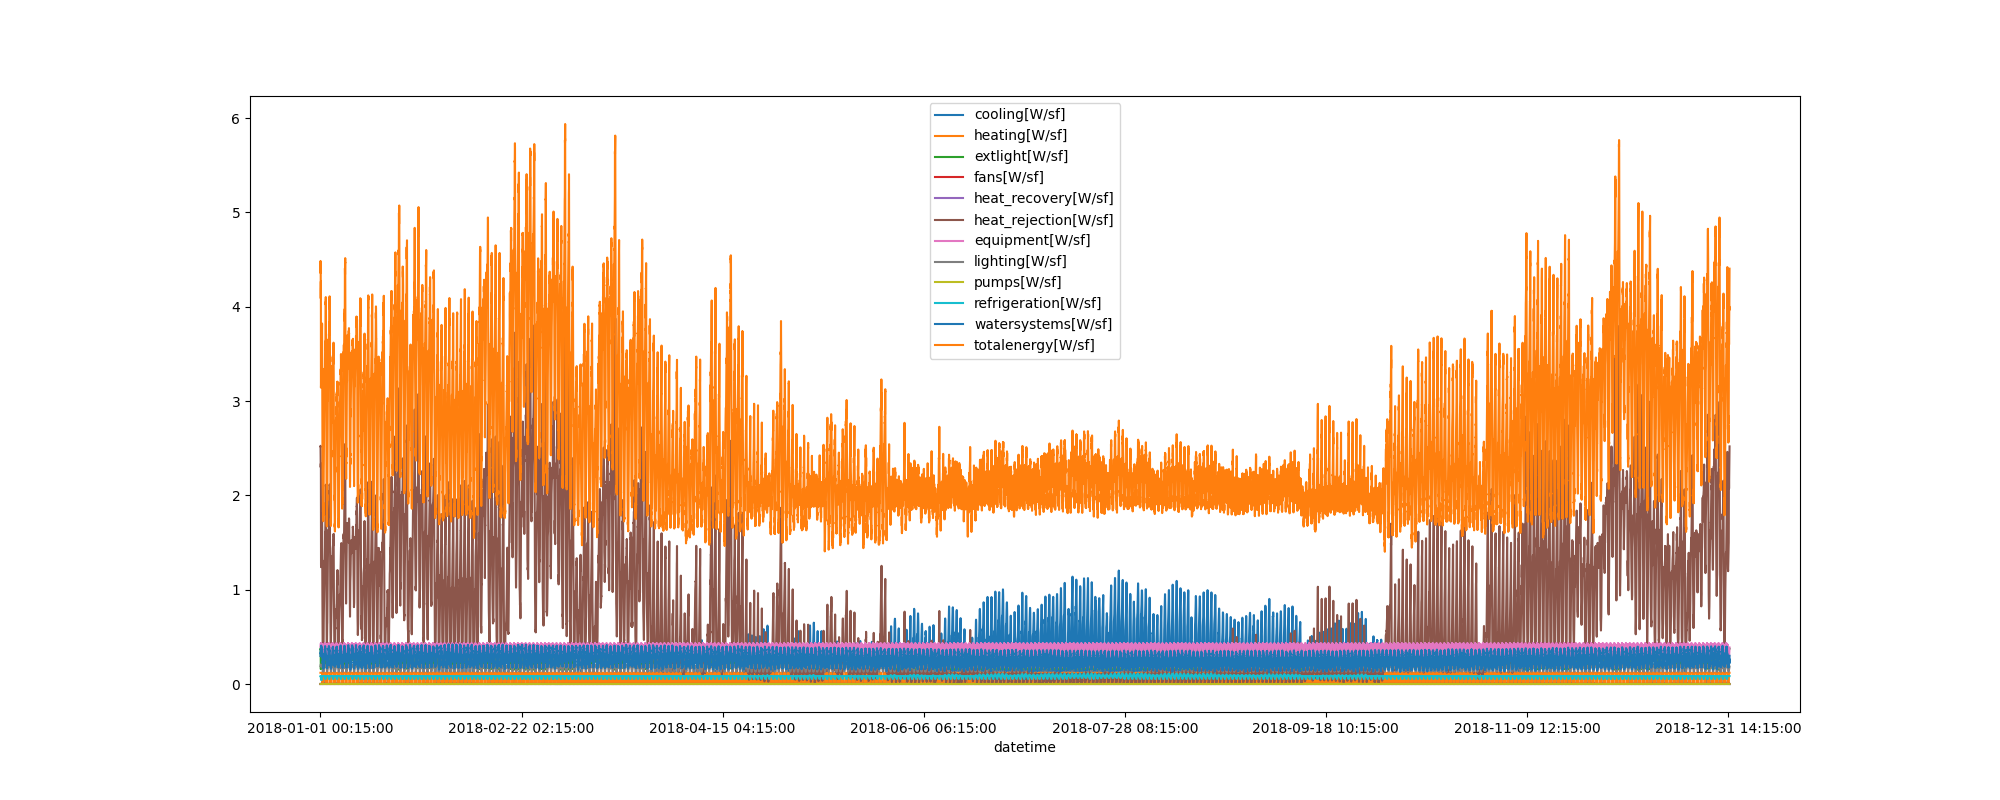 6
5
4
3
2
1
0
cooling[W/sf]
heating[W/sf]
extlight[W/sf]
fans[W/sf]
heat_recovery[W/sf]
heat_rejection[W/sf]
equipment[W/sf]
lighting[W/sf]
pumps[W/sf]
refrigeration[W/sf]
watersystems[W/sf]
totalenergy[W/sf]
2018-01-01 00:15:00
2018-02-22 02:15:00
2018-04-15 04:15:00
2018-06-06 06:15:00
2018-07-28 08:15:00
2018-09-18 10:15:00
2018-11-09 12:15:00
2018-12-31 14:15:00
datetime